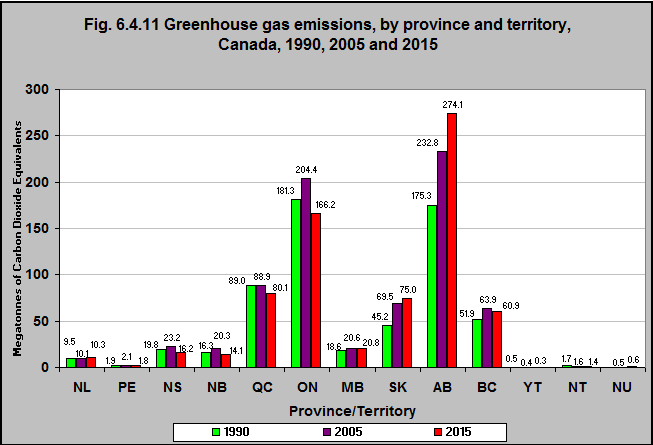 Fig. 6.4.11 Greenhouse gas emissions, by province and territory,
Canada, 1990, 2005 and 2015
Megatonnes of Carbon Dioxide Equivalents
300
250
200
150
100
50
0
9.5 10.1 10.3
1.9 2.1 1.8
19.8 23.2 16.2
16.3 20.3 14.1
89.0 88.9 80.1
181.3 204.4 166.2
18.6 20.6 20.8
45.2 69.5 75.0
175.3 232.8 274.1
51.9 63.9 60.9
0.5 0.4 0.3
1.7 1.6 1.4
0.5 0.6
NL PE NS NB QC ON MB SK AB BC YT NT NU
Province/Territory
1990 2005 2015